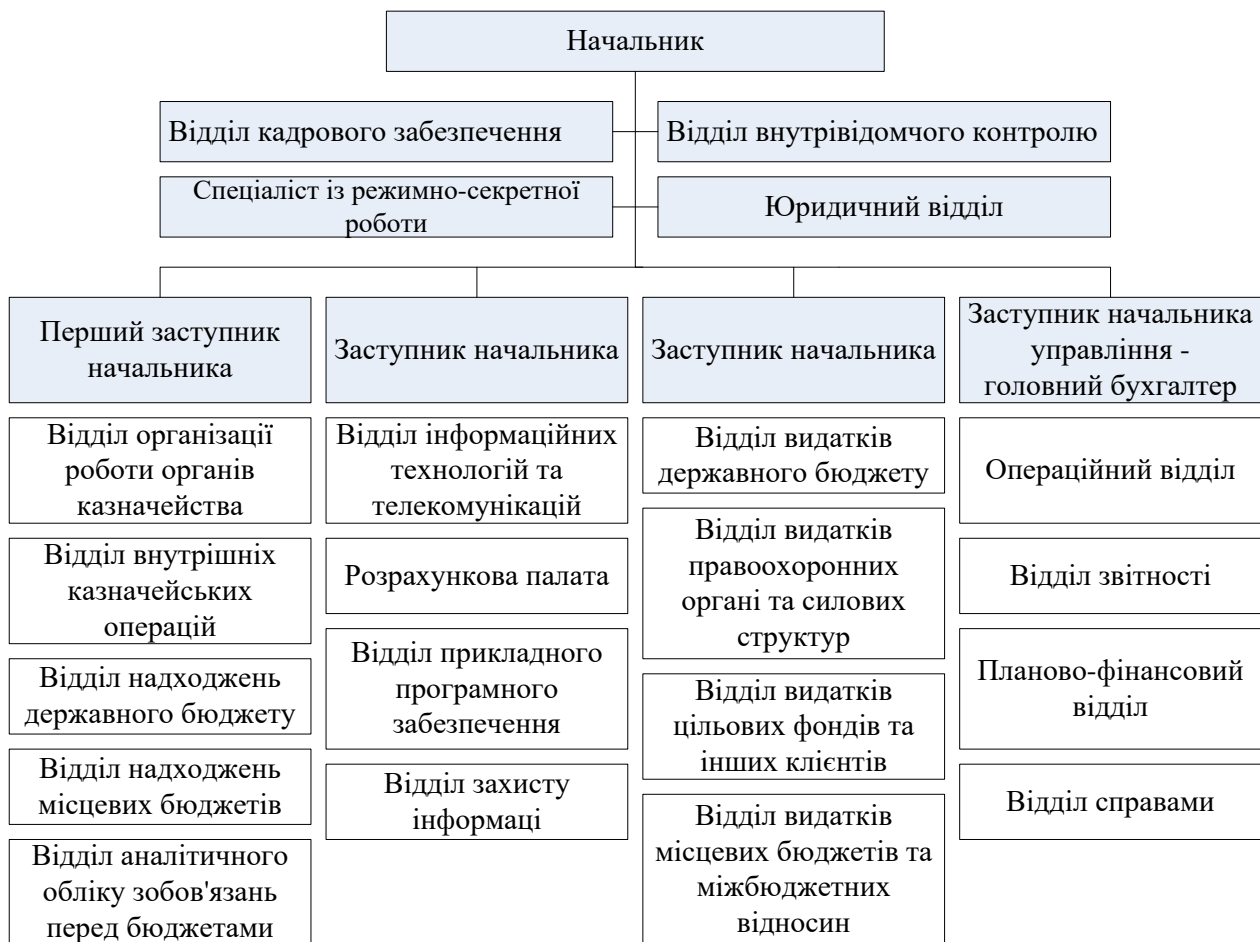 Начальник
Відділ кадрового забезпечення
Відділ внутрівідомчого контролю
Спеціаліст із режимно-секретної
роботи
Юридичний відділ
Перший заступник
начальника
Заступник начальника
Заступник начальника
Заступник начальника
управління -
головний бухгалтер
Відділ організації
роботи органів
казначейства
Відділ внутрішніх
казначейських
операцій
Відділ надходжень
державного бюджету
Відділ надходжень
місцевих бюджетів
Відділ аналітичного
обліку зобов'язань
перед бюджетами
Відділ інформаційних
технологій та
телекомунікацій
Розрахункова палата
Відділ прикладного
програмного
забезпечення
Відділ захисту
інформаці
Відділ видатків
державного бюджету
Відділ видатків
правоохоронних
органі та силових
структур
Відділ видатків
цільових фондів та
інших клієнтів
Відділ видатків
місцевих бюджетів та
міжбюджетних
відносин
Операційний відділ
Відділ звітності
Планово-фінансовий
відділ
Відділ справами